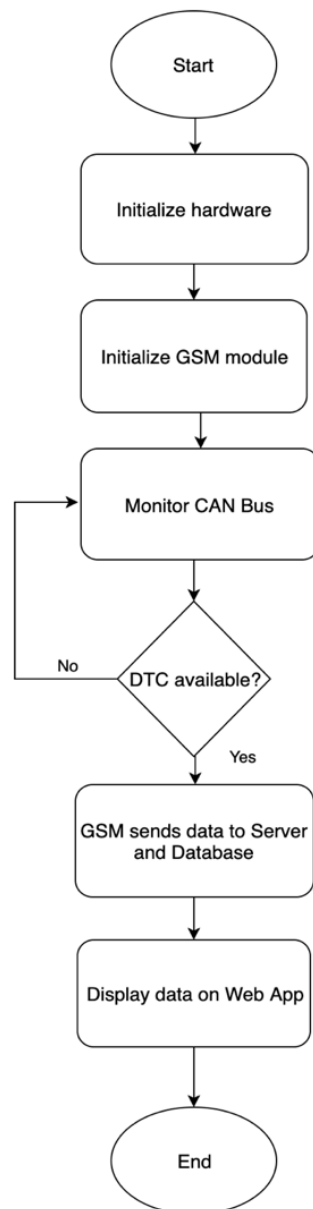 Start
Initialize hardware
Initialize GSM module
Monitor CAN Bus
No
DTC available?
Yes
GSM sends data to Server
and Database
Display data on Web App
End